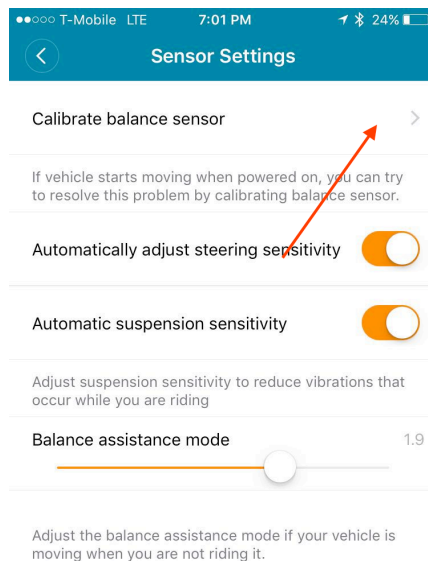 T-Mobile LTE 7:01 PM 24%
Sensor Settings
Calibrate balance sensor
If vehicle starts moving when powered on, you can try
to resolve this problem by calibrating balance sensor.
Automatically adjust steering sensitivity
Automatic suspension sensitivity
Adjust suspension sensitivity to reduce vibrations that
occur while you are riding
Balance assistance mode 1.9
Adjust the balance assistance mode if your vehicle is
moving when you are not riding it.